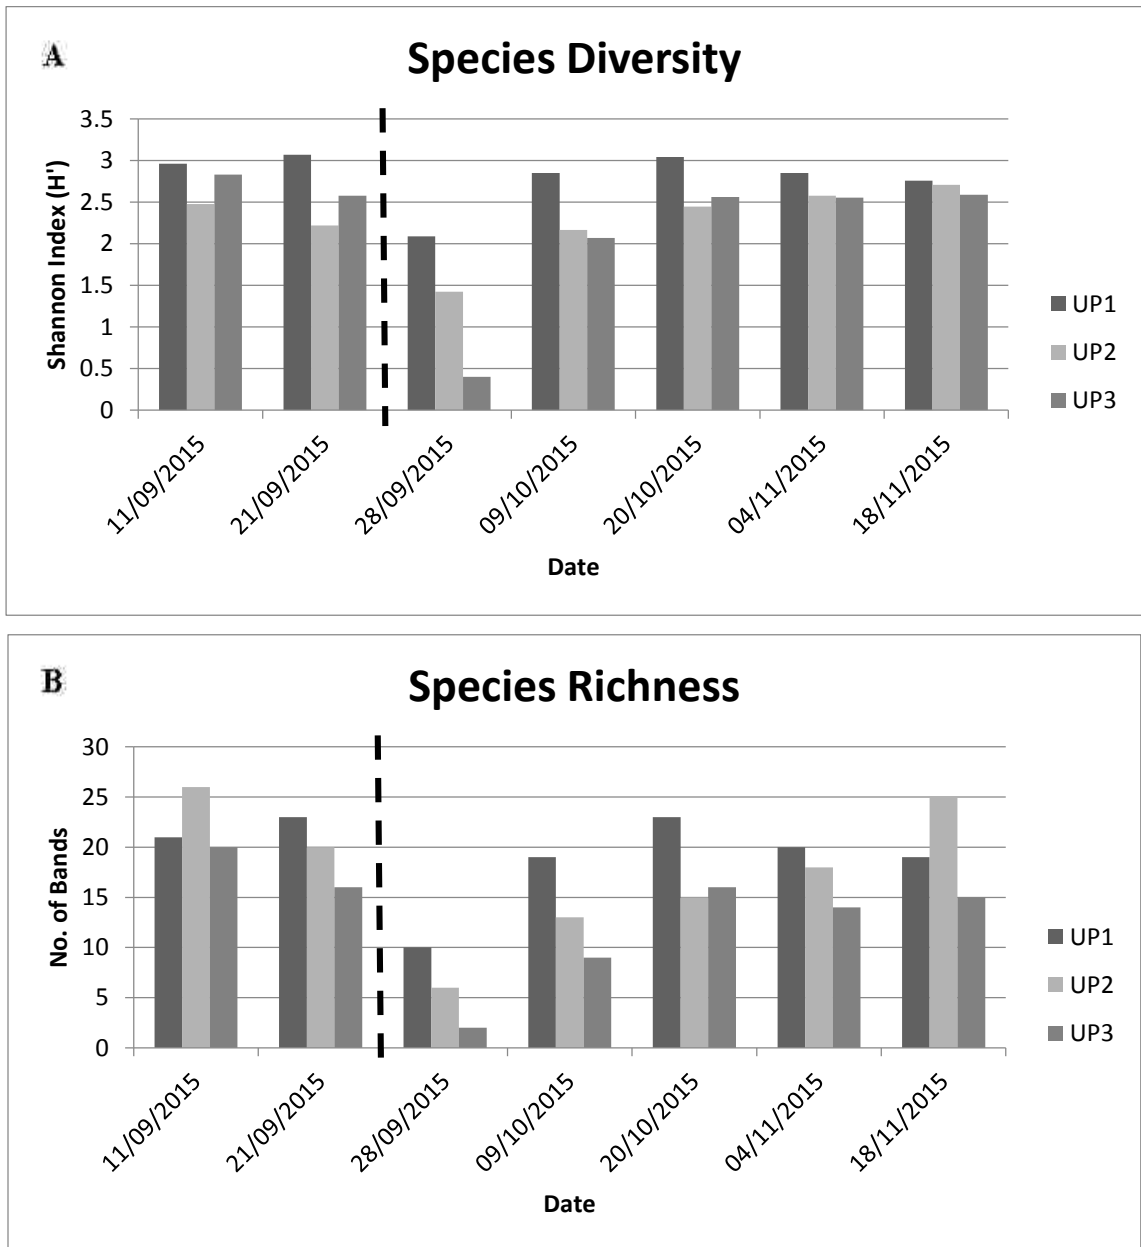 A
Species Diversity
Shannon Index (H')
3.5
3
2.5
2
1.5
1
0.5
0
11/09/2015
21/09/2015
28/09/2015
09/10/2015
20/10/2015
04/11/2015
18/11/2015
Date
UP1
UP2
UP3
B
Species Richness
No. of Bands
30
25
20
15
10
5
0
11/09/2015
21/09/2015
28/09/2015
09/10/2015
20/10/2015
04/11/2015
18/11/2015
Date
UP1
UP2
UP3